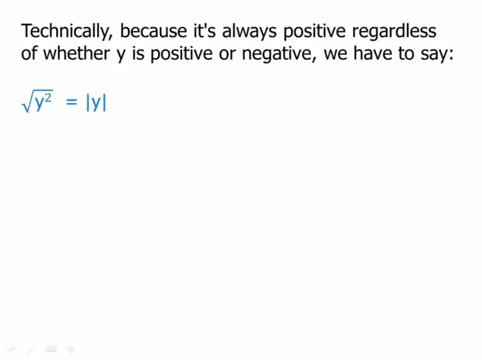 Technically, because it's always positive regardless
of whether y is positive or negative, we have to say:
√y² = |y|